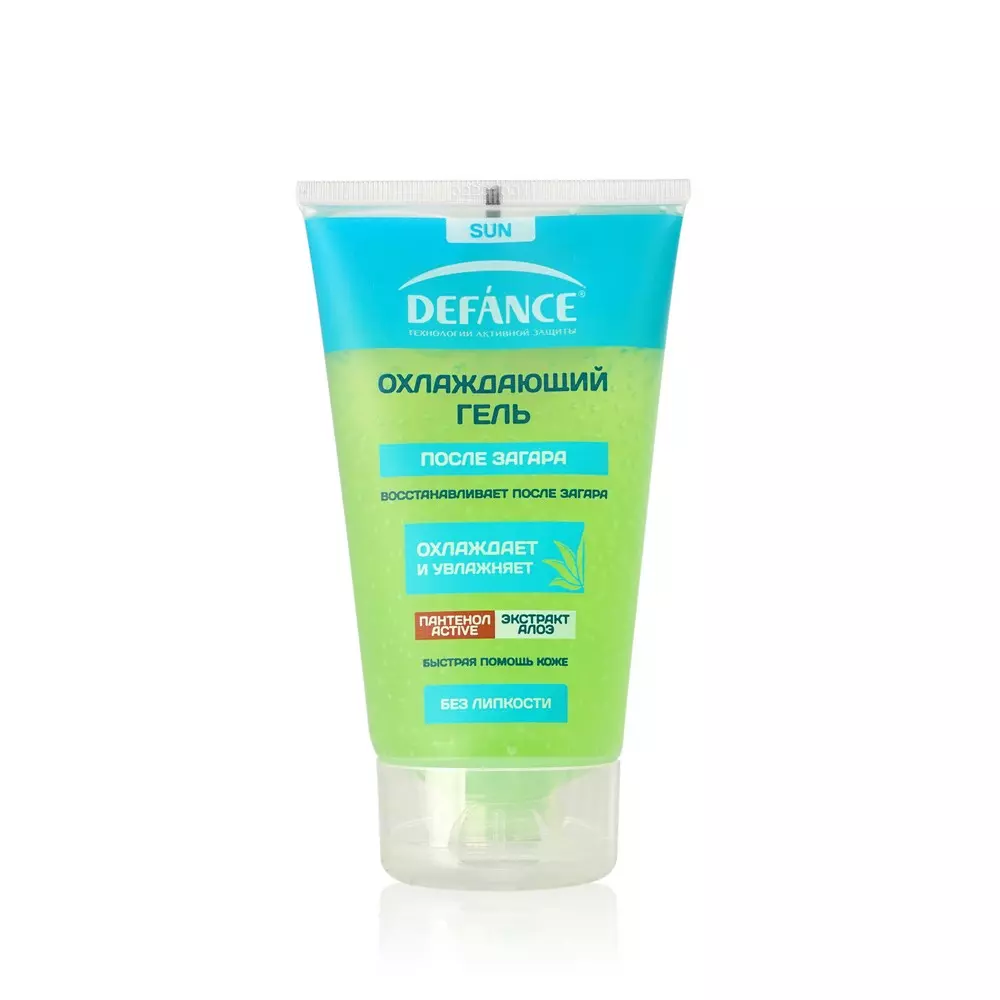 SUN
DEFÁNCE®
ТЕХНОЛОГИИ АКТИВНОЙ ЗАЩИТЫ
ОХЛАЖДАЮЩИЙ
ГЕЛЬ
ПОСЛЕ ЗАГАРА
ВОССТАНАВЛИВАЕТ ПОСЛЕ ЗАГАРА
ОХЛАЖДАЕТ
И УВЛАЖНЯЕТ
ПАНТЕНОЛ ЭКСТРАКТ
ACTIVE АЛОЭ
БЫСТРАЯ ПОМОЩЬ КОЖЕ
БЕЗ ЛИПКОСТИ